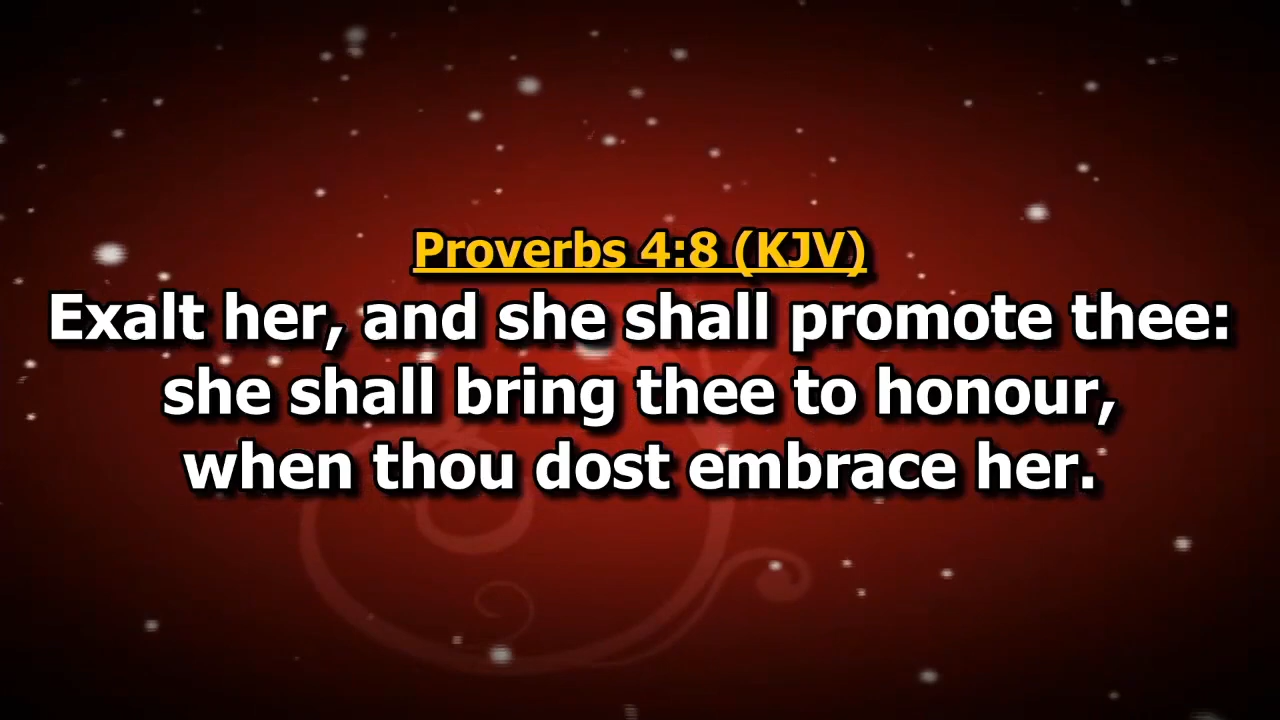 Proverbs 4:8 (KJV)
Exalt her, and she shall promote thee:
she shall bring thee to honour,
when thou dost embrace her.